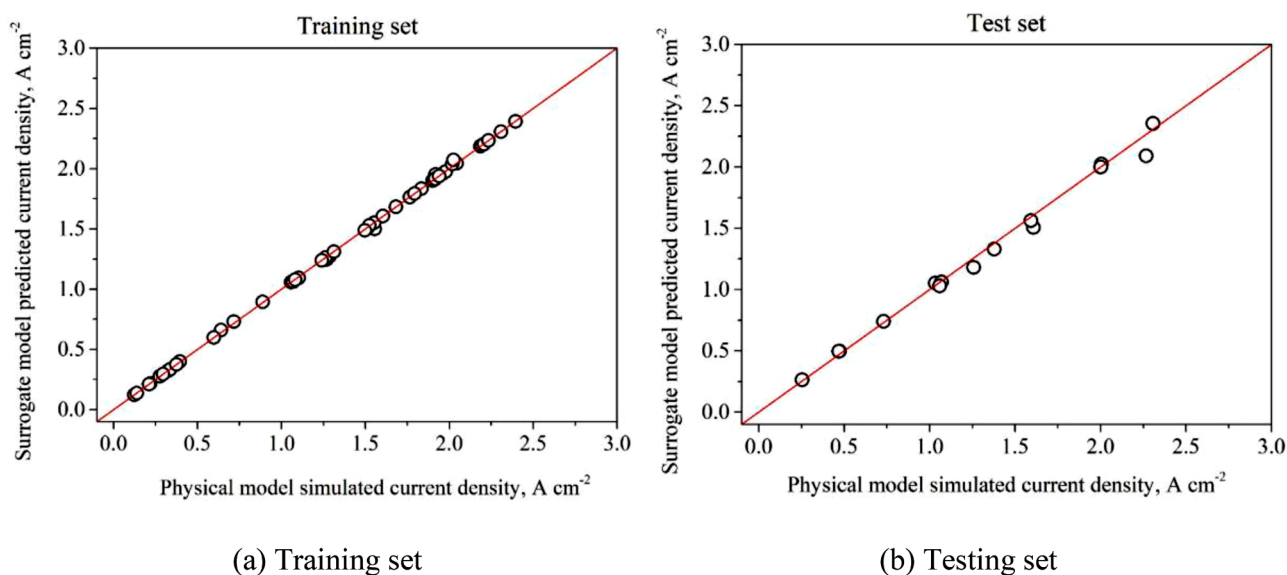 Training set
Surrogate model predicted current density, A cm⁻²
3.0
2.5
2.0
1.5
1.0
0.5
0.0
0.0 0.5 1.0 1.5 2.0 2.5 3.0
Physical model simulated current density, A cm⁻²
(a) Training set
Test set
Surrogate model predicted current density, A cm⁻²
3.0
2.5
2.0
1.5
1.0
0.5
0.0
0.0 0.5 1.0 1.5 2.0 2.5 3.0
Physical model simulated current density, A cm⁻²
(b) Testing set